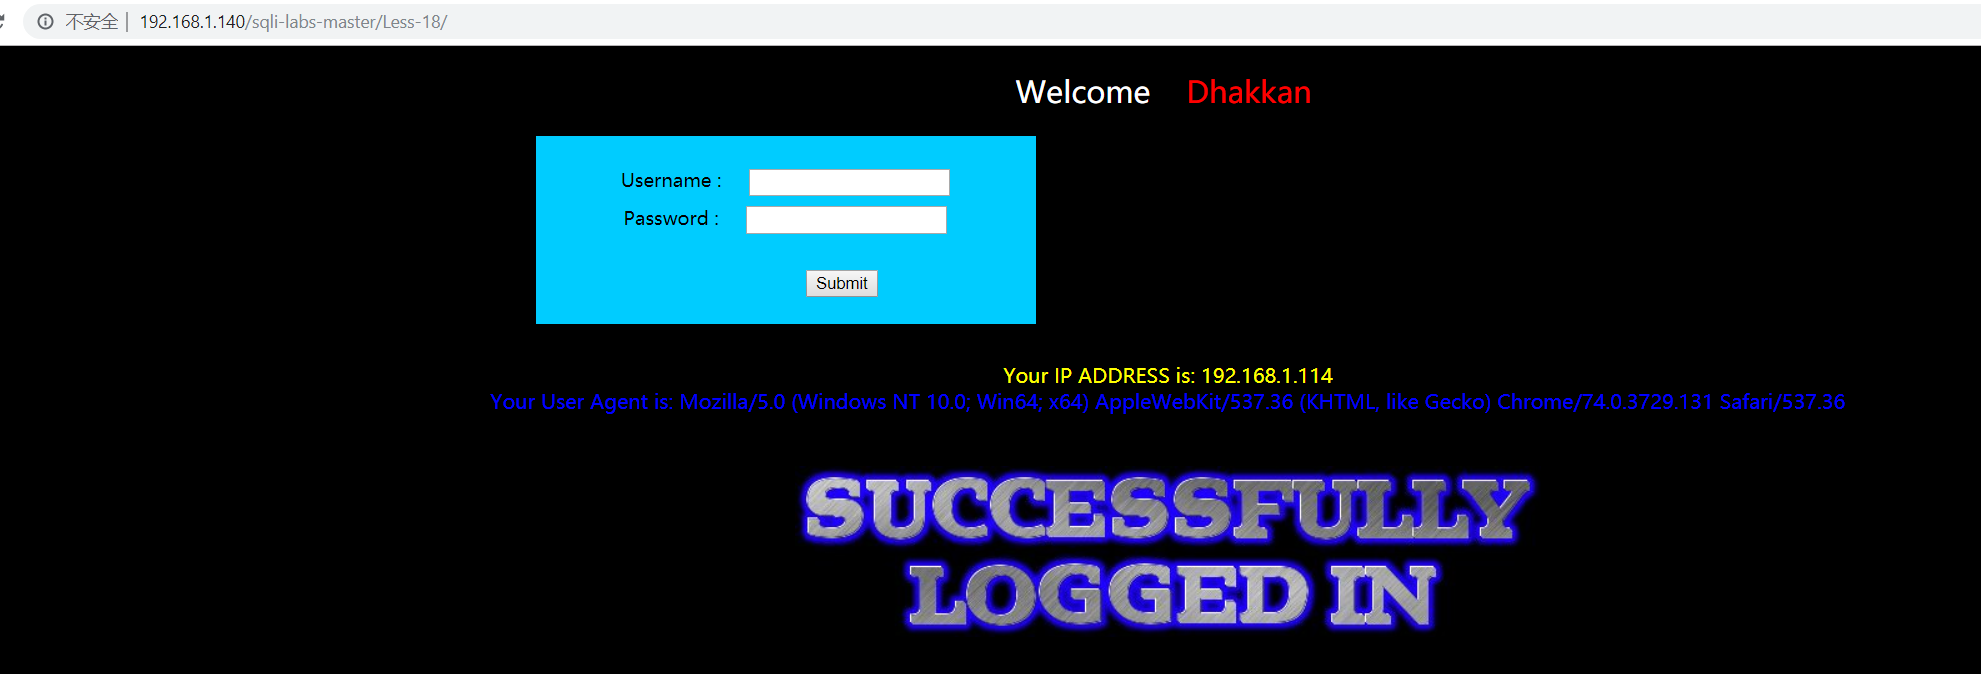 不安全 | 192.168.1.140/sqli-labs-master/Less-18/
Welcome Dhakkan
Username :
Password :
Submit
Your IP ADDRESS is: 192.168.1.114
Your User Agent is: Mozilla/5.0 (Windows NT 10.0; Win64; x64) AppleWebKit/537.36 (KHTML, like Gecko) Chrome/74.0.3729.131 Safari/537.36
SUCCESSFULLY
LOGGED IN